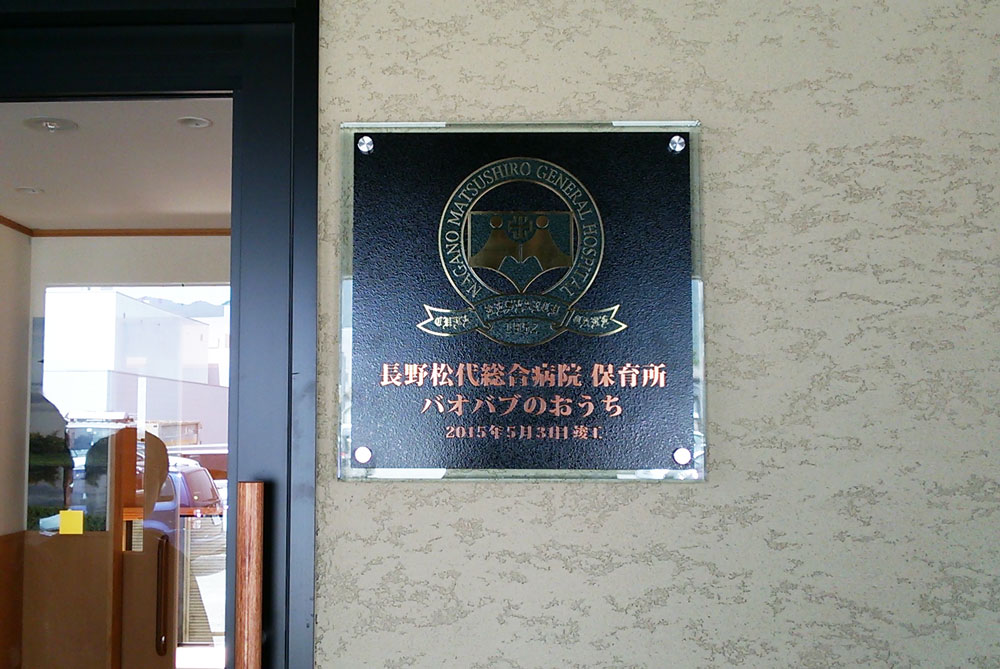 NAGANO MATSUSHIRO GENERAL HOSPITAL
長野松代総合病院 保育所
バオバブのおうち
2015年5月31日竣工